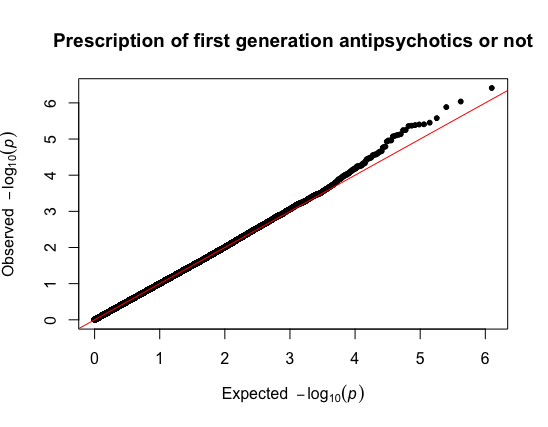 Prescription of first generation antipsychotics or not
Observed −log10(p)
6
5
4
3
2
1
0
0 1 2 3 4 5 6
Expected −log10(p)